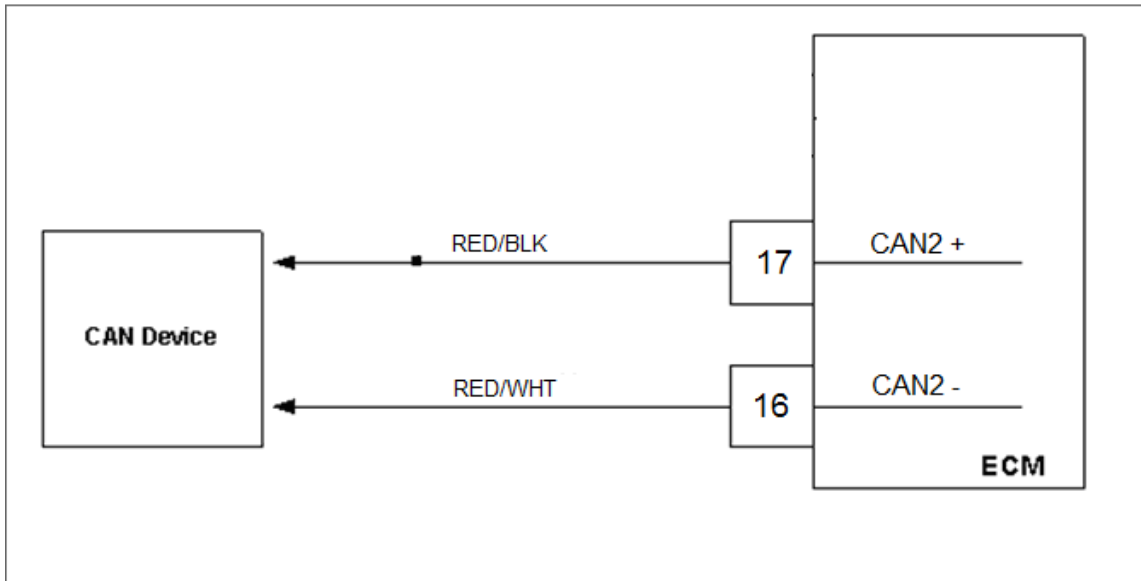 RED/BLK
17
CAN2 +
CAN Device
RED/WHT
16
CAN2 -
ECM